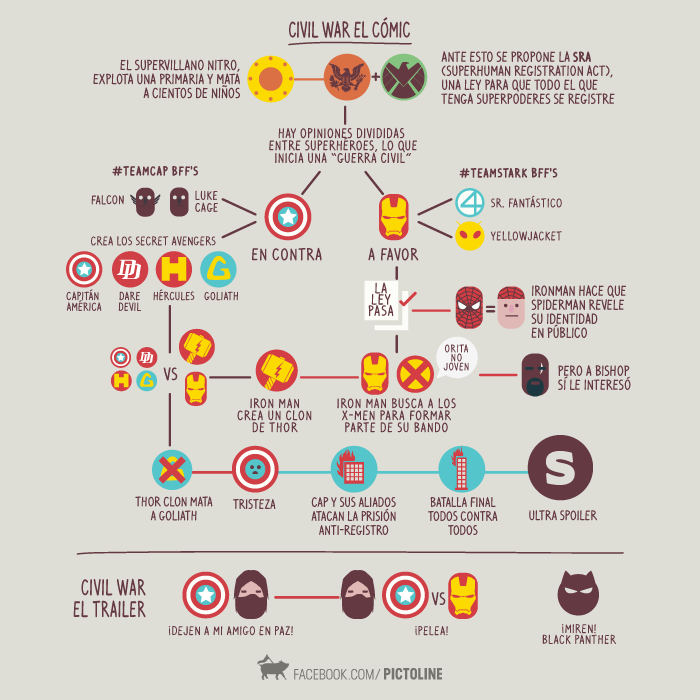 CIVIL WAR EL CÓMIC
EL SUPERVILLANO NITRO,
EXPLOTA UNA PRIMARIA Y MATA
A CIENTOS DE NIÑOS
+
ANTE ESTO SE PROPONE LA SRA
(SUPERHUMAN REGISTRATION ACT),
UNA LEY PARA QUE TODO EL QUE
TENGA SUPERPODERES SE REGISTRE
HAY OPINIONES DIVIDIDAS
ENTRE SUPERHÉROES, LO QUE
INICIA UNA "GUERRA CIVIL"
#TEAMCAP BFF'S
FALCON
LUKE
CAGE
EN CONTRA
CREA LOS SECRET AVENGERS
DD
H
G
CAPITÁN
AMÉRICA
DARE
DEVIL
HÉRCULES
GOLIATH
#TEAMSTARK BFF'S
4
SR. FANTÁSTICO
YELLOWJACKET
A FAVOR
LA
LEY
PASA
=
IRONMAN HACE QUE
SPIDERMAN REVELE
SU IDENTIDAD
EN PÚBLICO
DD
H
G
VS
IRON MAN
CREA UN CLON
DE THOR
IRON MAN BUSCA A LOS
X-MEN PARA FORMAR
PARTE DE SU BANDO
ORITA
NO
JOVEN
PERO A BISHOP
SÍ LE INTERESÓ
THOR CLON MATA
A GOLIATH
TRISTEZA
CAP Y SUS ALIADOS
ATACAN LA PRISIÓN
ANTI-REGISTRO
BATALLA FINAL
TODOS CONTRA
TODOS
S
ULTRA SPOILER
CIVIL WAR
EL TRAILER
¡DEJEN A MI AMIGO EN PAZ!
VS
¡PELEA!
¡MIREN!
BLACK PANTHER
FACEBOOK.COM/ PICTOLINE